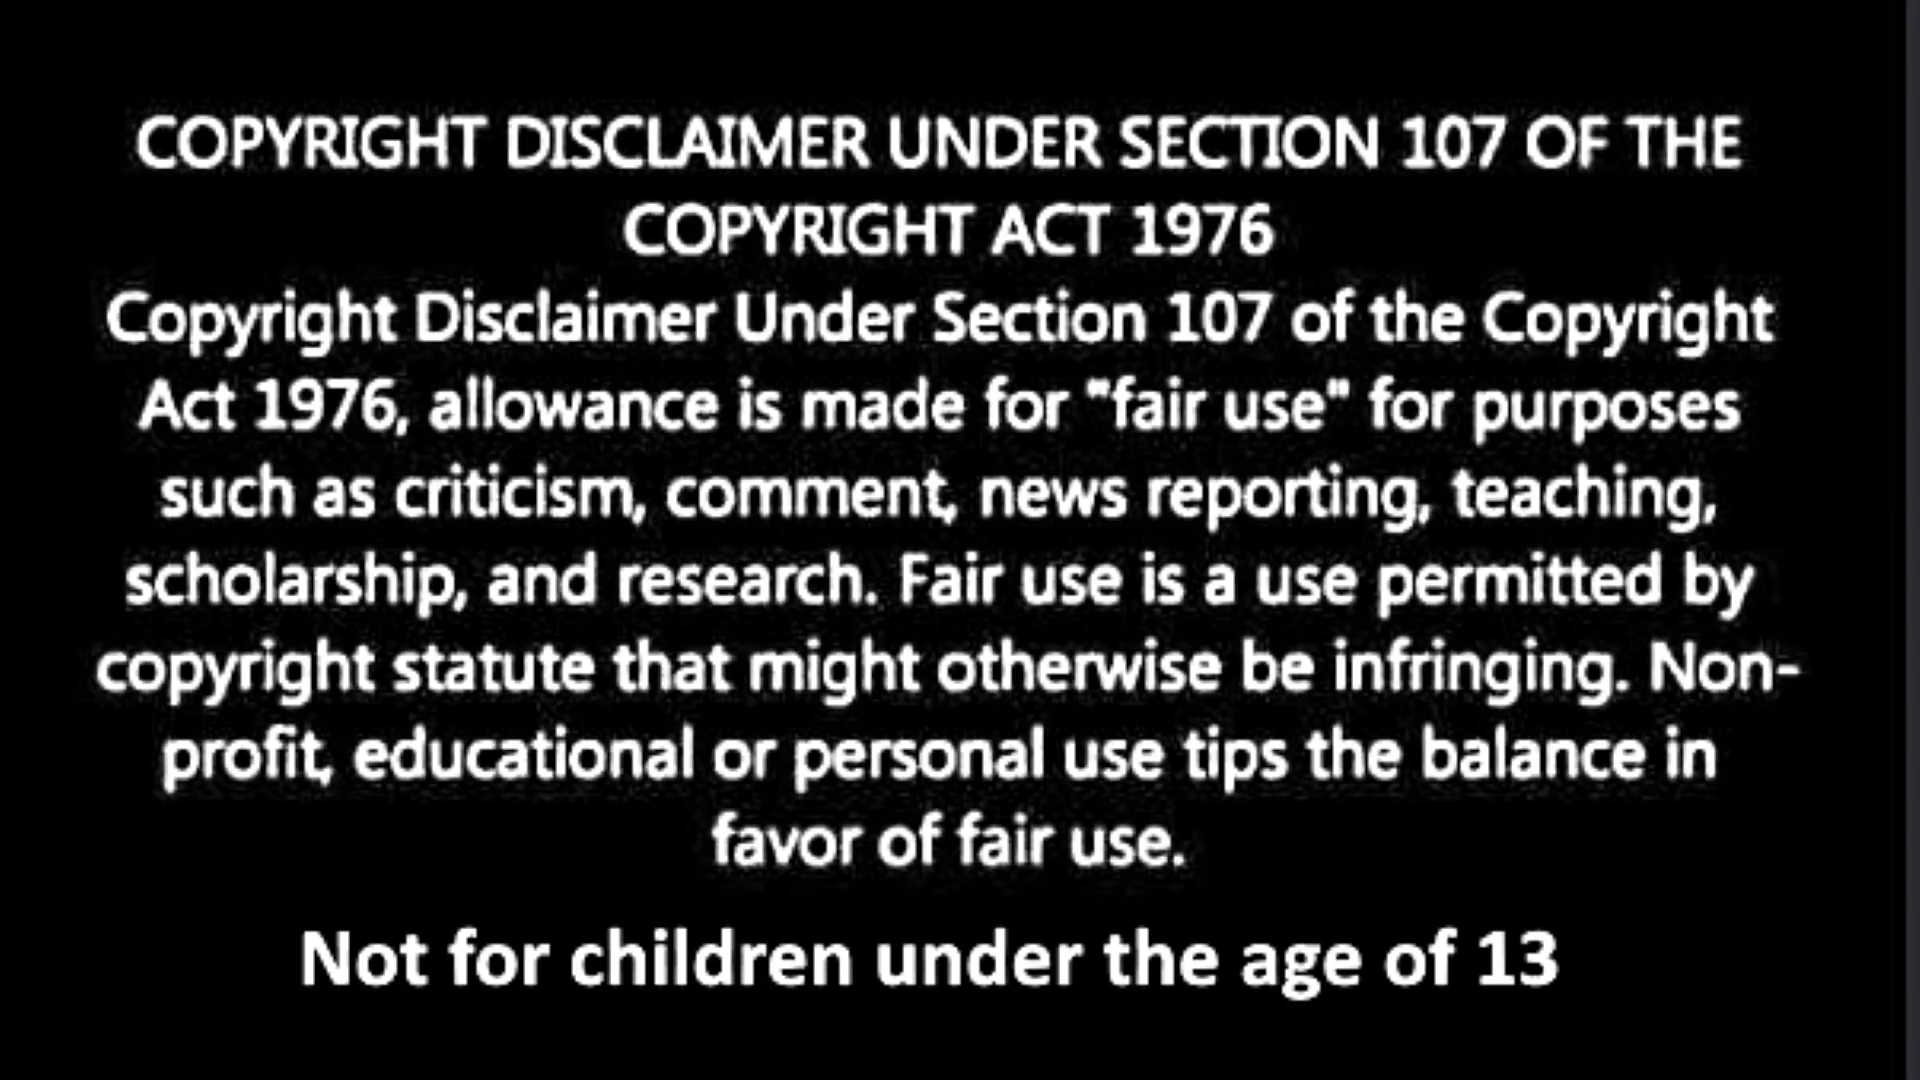 COPYRIGHT DISCLAIMER UNDER SECTION 107 OF THE
COPYRIGHT ACT 1976
Copyright Disclaimer Under Section 107 of the Copyright
Act 1976, allowance is made for "fair use" for purposes
such as criticism, comment, news reporting, teaching,
scholarship, and research. Fair use is a use permitted by
copyright statute that might otherwise be infringing. Non-
profit, educational or personal use tips the balance in
favor of fair use.
Not for children under the age of 13